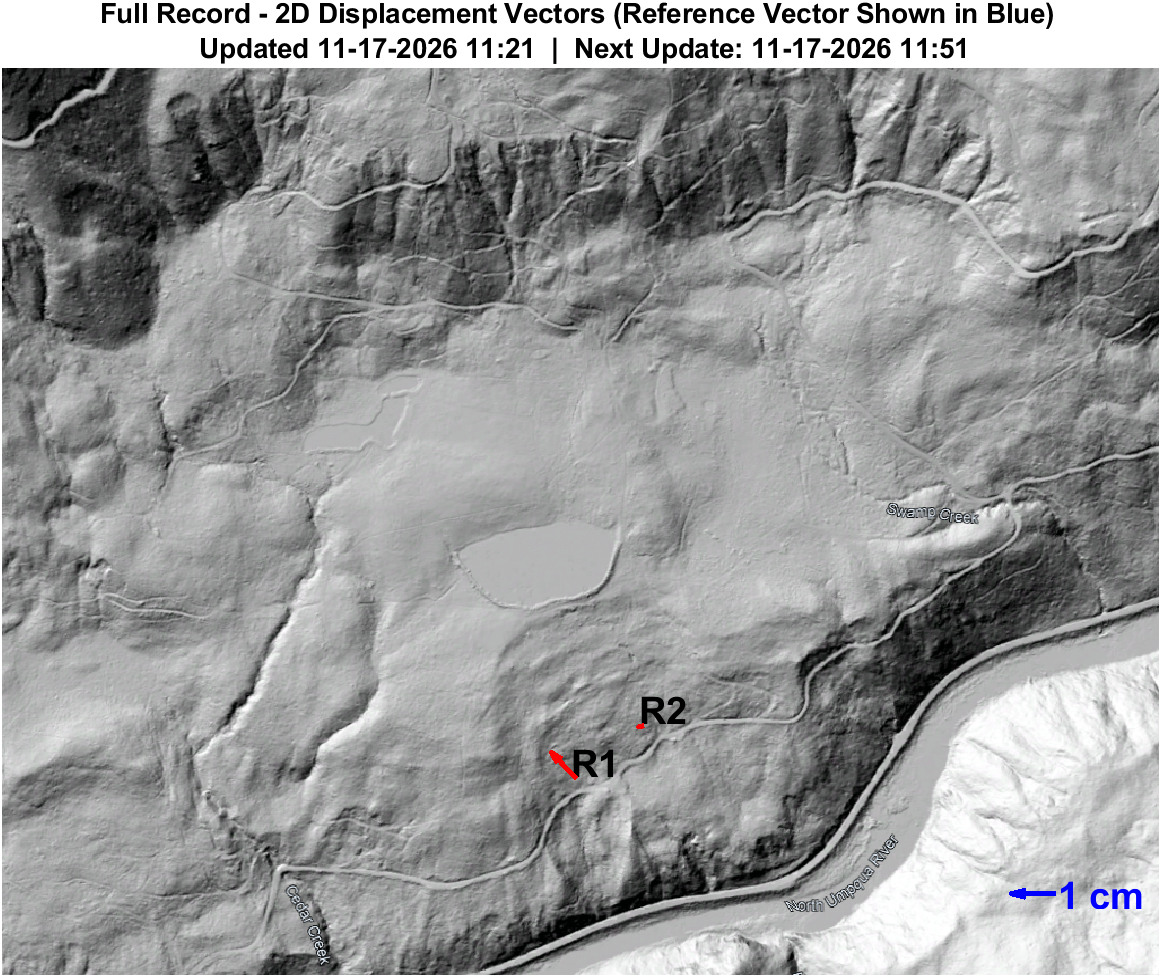 Full Record - 2D Displacement Vectors (Reference Vector Shown in Blue)
Updated 11-17-2026 11:21 | Next Update: 11-17-2026 11:51
Swamp Creek
R2
R1
North Umpqua River
1 cm
Cedar Creek